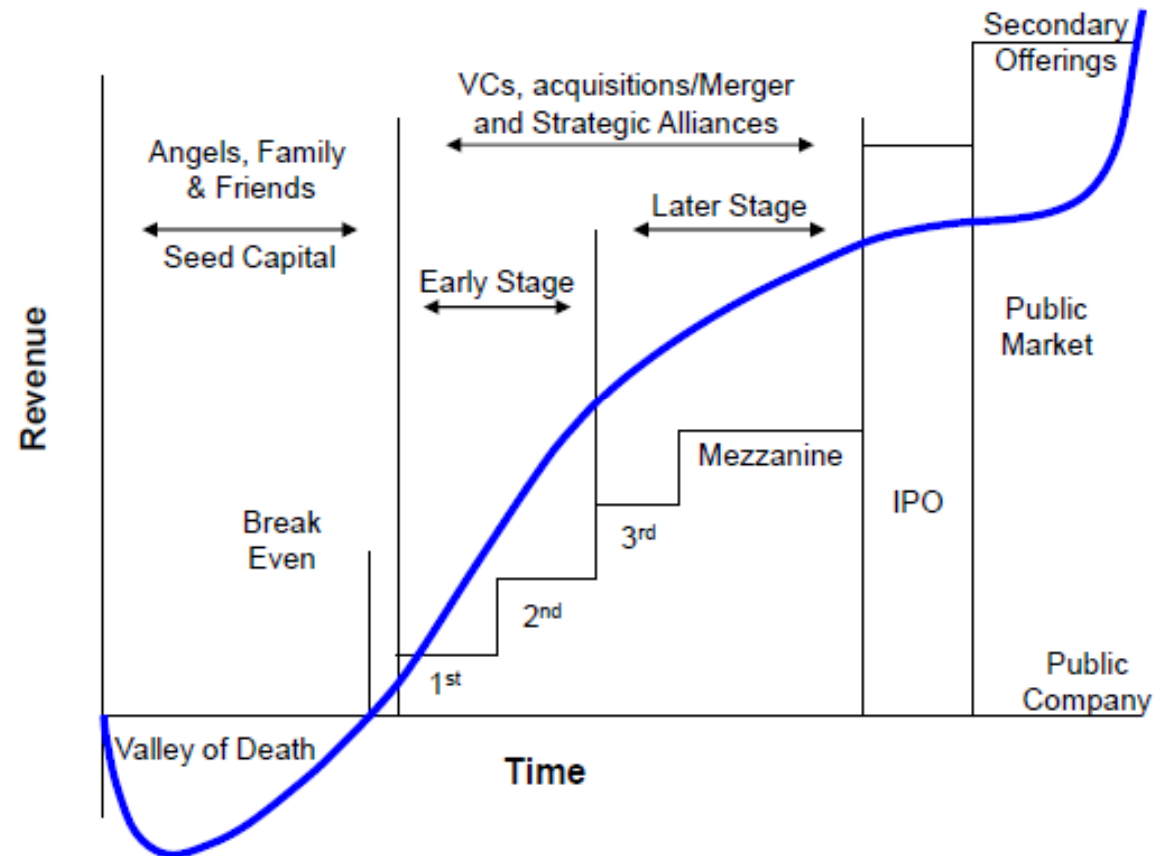 Secondary
Offerings
VCs, acquisitions/Merger
and Strategic Alliances
Angels, Family
& Friends
Seed Capital
Later Stage
Early Stage
Public
Market
Revenue
Mezzanine
IPO
Break
Even
3rd
2nd
1st
Public
Company
Valley of Death
Time